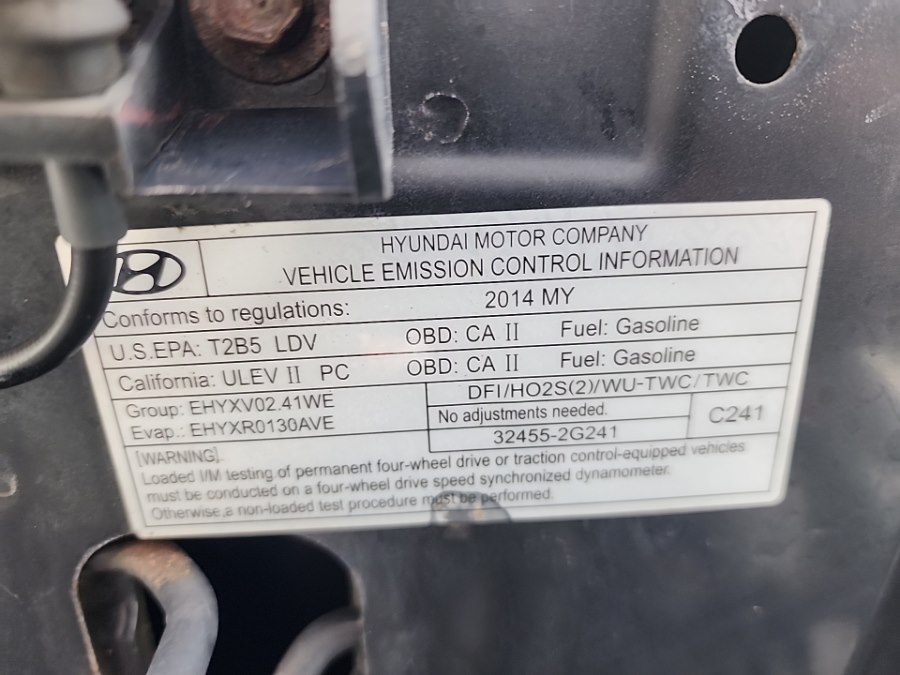 HYUNDAI MOTOR COMPANY
VEHICLE EMISSION CONTROL INFORMATION
Conforms to regulations: 2014 MY
U.S.EPA: T2B5 LDV OBD: CA II Fuel: Gasoline
California: ULEV II PC OBD: CA II Fuel: Gasoline
Group: EHYXV02.41WE
Evap.: EHYXR0130AVE
DFI/HO2S(2)/WU-TWC/TWC
No adjustments needed.
32455-2G241
C241
[WARNING]
Loaded I/M testing of permanent four-wheel drive or traction control-equipped vehicles
must be conducted on a four-wheel drive speed synchronized dynamometer.
Otherwise,a non-loaded test procedure must be performed.